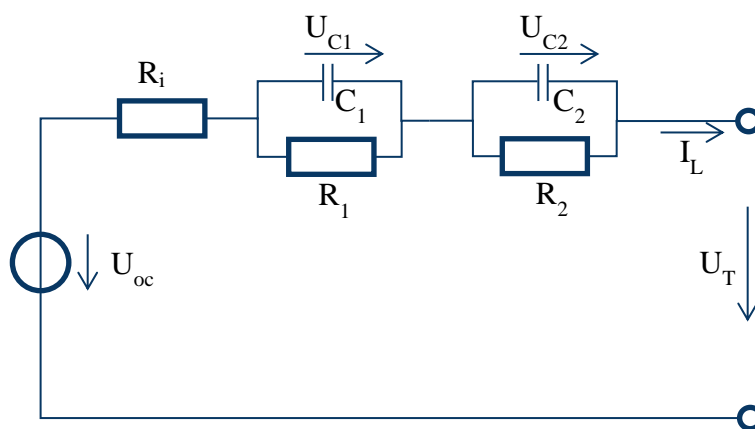 U_C1
U_C2
R_i
C_1
C_2
R_1
R_2
I_L
U_oc
U_T